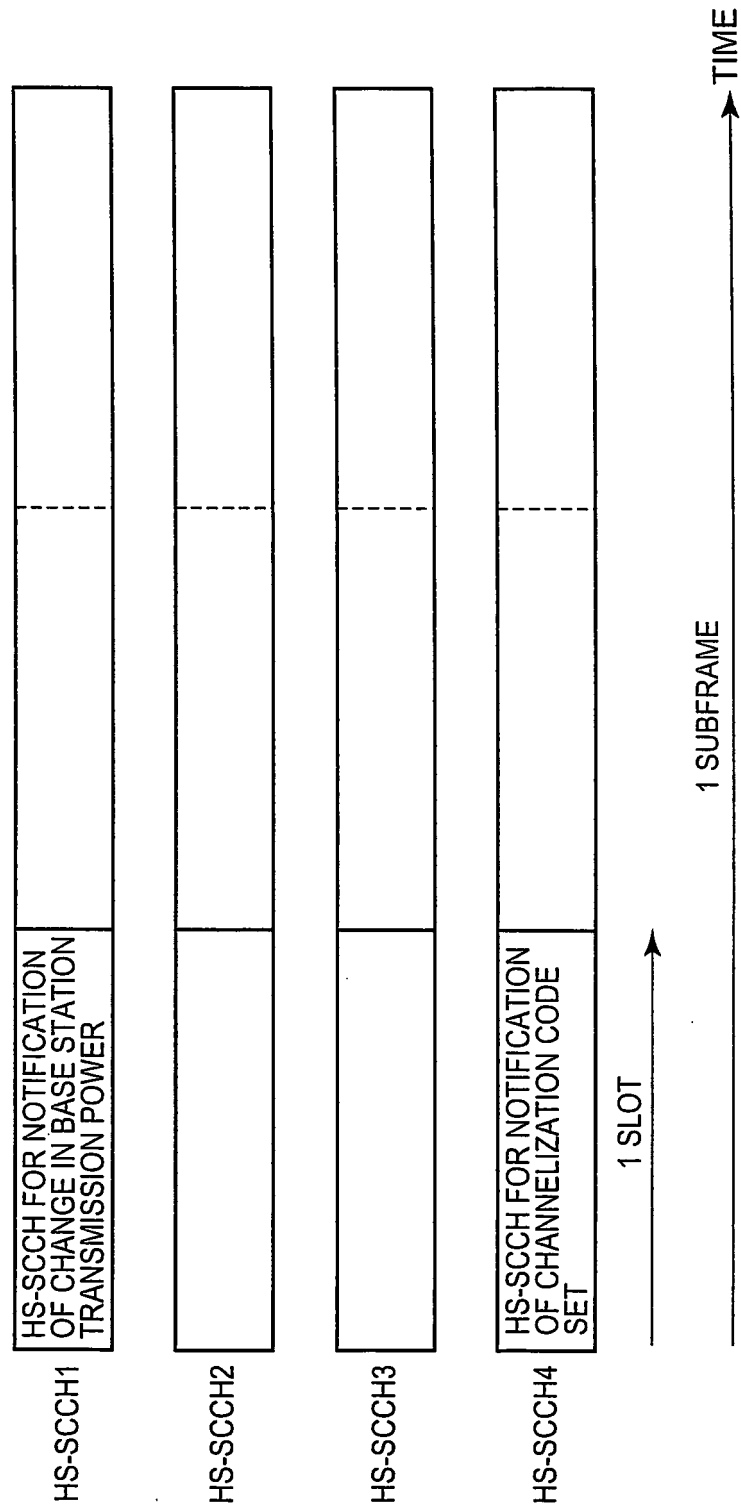 HS-SCCH1
HS-SCCH FOR NOTIFICATION
OF CHANGE IN BASE STATION
TRANSMISSION POWER
HS-SCCH2
HS-SCCH3
HS-SCCH4
HS-SCCH FOR NOTIFICATION
OF CHANNELIZATION CODE
SET
1 SLOT
1 SUBFRAME
TIME